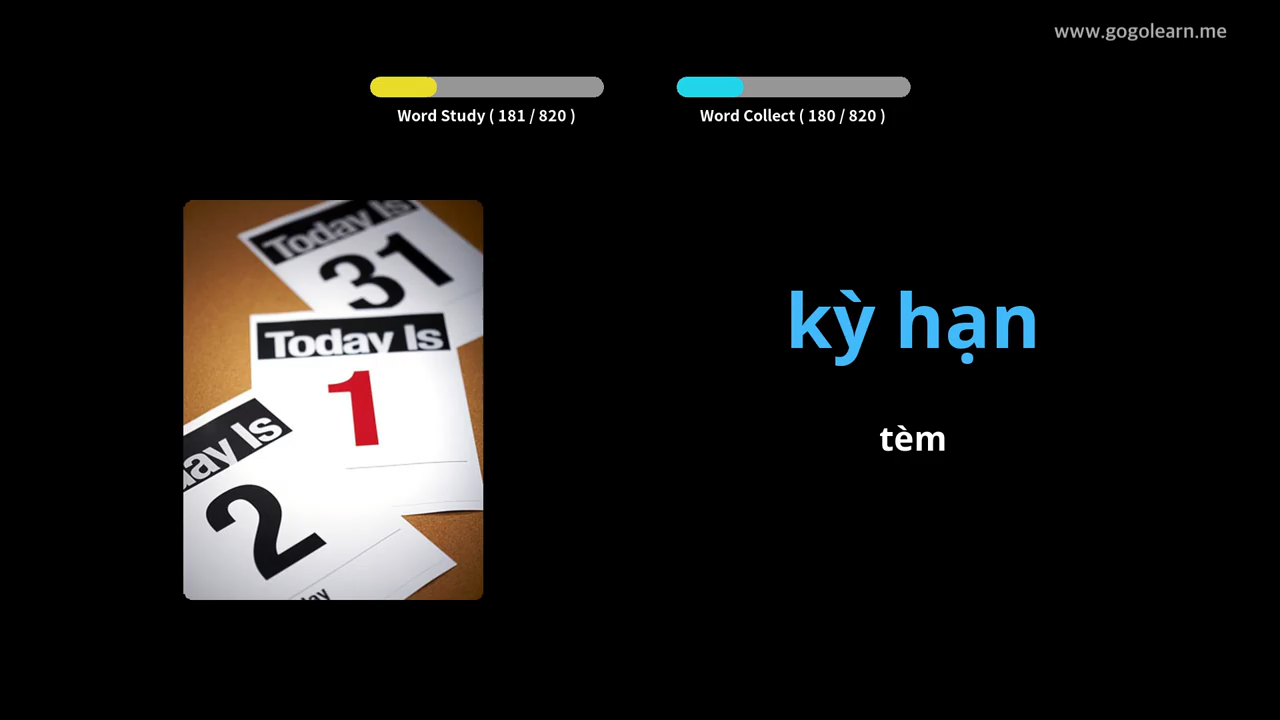 www.gogolearn.me
Word Study ( 181 / 820 )
Word Collect ( 180 / 820 )
Today Is
31
Today Is
1
ay Is
2
kỳ hạn
tèm